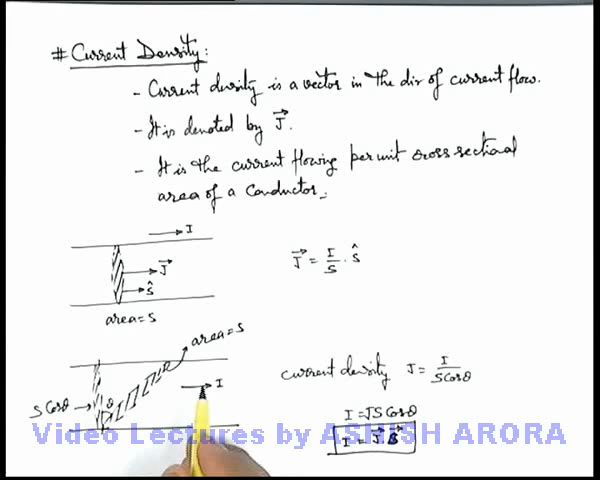 # Current Density:
- Current density is a vector in the dir of current flow.
- It is denoted by J⃗.
- It is the current flowing per unit cross sectional
area of a conductor.
I
J⃗
ŝ
area = S
J⃗ = I/S · ŝ
area = S
I
S Cosθ
θ
current density J = I/SCosθ
I = JS Cosθ
I = J⃗.
Video Lectures by ASHISH ARORA